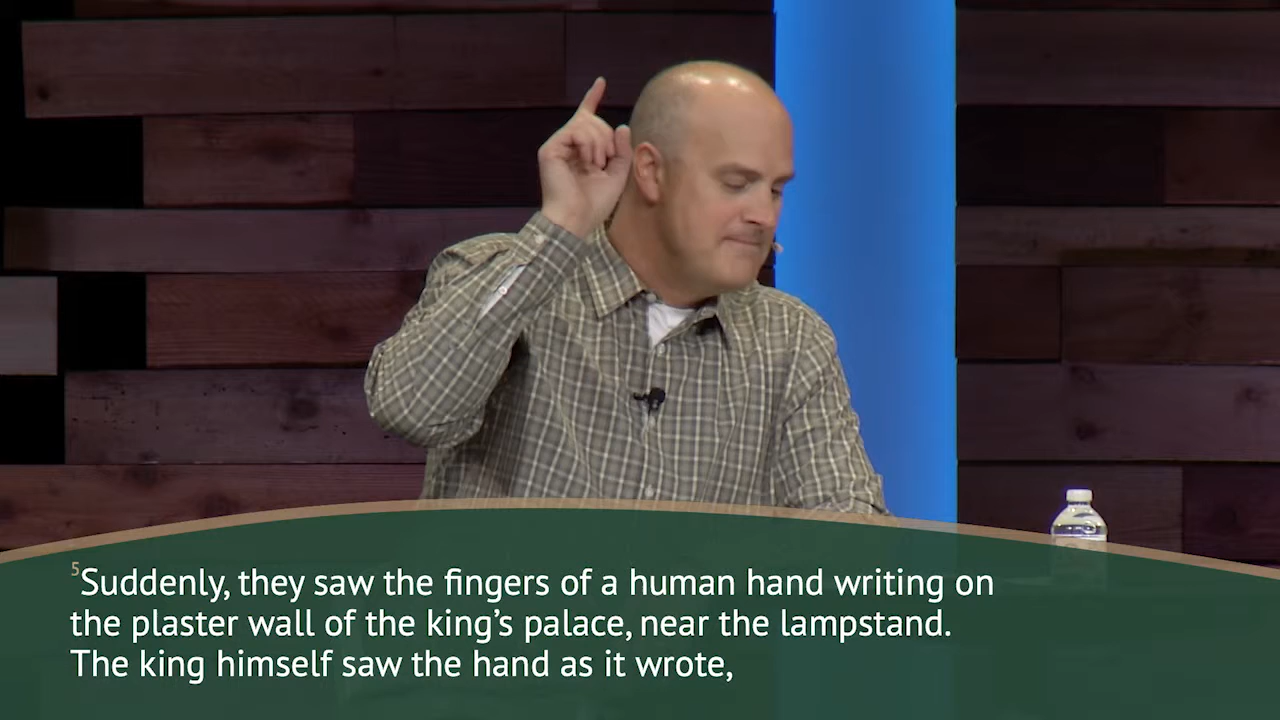 5Suddenly, they saw the fingers of a human hand writing on
the plaster wall of the king's palace, near the lampstand.
The king himself saw the hand as it wrote,